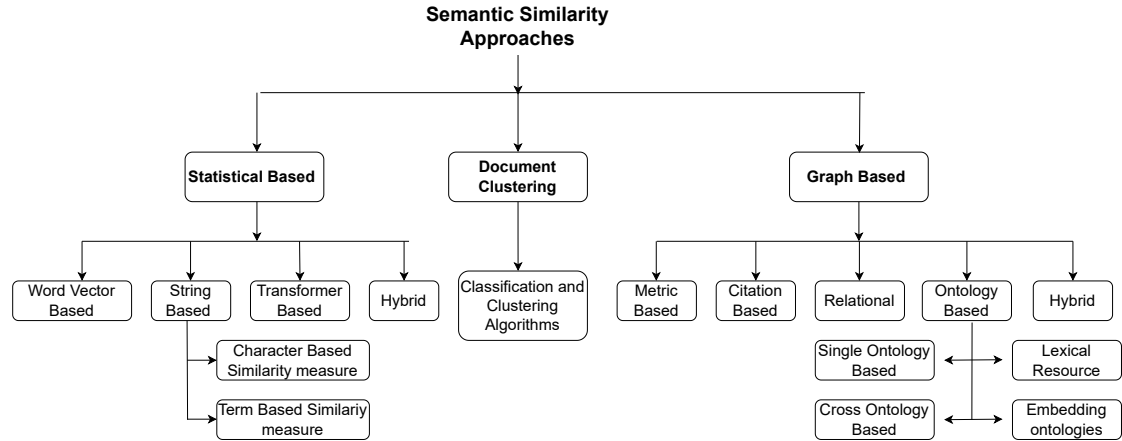 Semantic Similarity
Approaches
Statistical Based
Document
Clustering
Graph Based
Word Vector
Based
String
Based
Transformer
Based
Hybrid
Classification and
Clustering
Algorithms
Metric
Based
Citation
Based
Relational
Ontology
Based
Hybrid
Character Based
Similarity measure
Term Based Similariy
measure
Single Ontology
Based
Lexical
Resource
Cross Ontology
Based
Embedding
ontologies